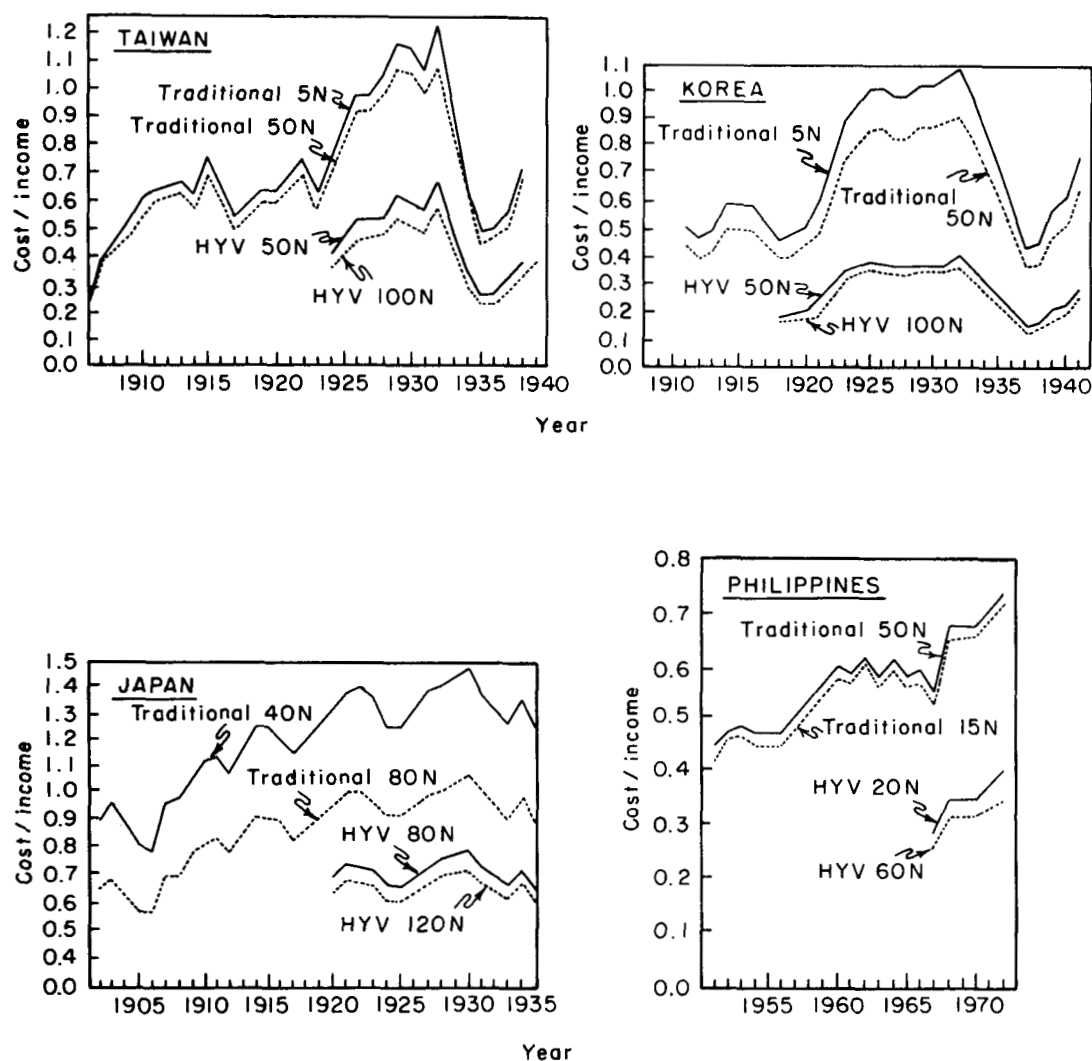 TAIWAN
Cost / income
1.2
1.1
1.0
0.9
0.8
0.7
0.6
0.5
0.4
0.3
0.2
0.1
0.0
Traditional 5N
Traditional 50N
HYV 50N
HYV 100N
1910 1915 1920 1925 1930 1935 1940
KOREA
Cost / income
1.1
1.0
0.9
0.8
0.7
0.6
0.5
0.4
0.3
0.2
0.1
0.0
Traditional 5N
Traditional
50N
HYV 50N
HYV 100N
1910 1915 1920 1925 1930 1935 1940
Year
JAPAN
Cost / income
1.5
1.4
1.3
1.2
1.1
1.0
0.9
0.8
0.7
0.6
0.5
0.4
0.0
Traditional 40N
Traditional 80N
HYV 80N
HYV 120N
1905 1910 1915 1920 1925 1930 1935
PHILIPPINES
Cost / income
0.8
0.7
0.6
0.5
0.4
0.3
0.2
0.1
0.0
Traditional 50N
Traditional 15N
HYV 20N
HYV 60N
1955 1960 1965 1970
Year